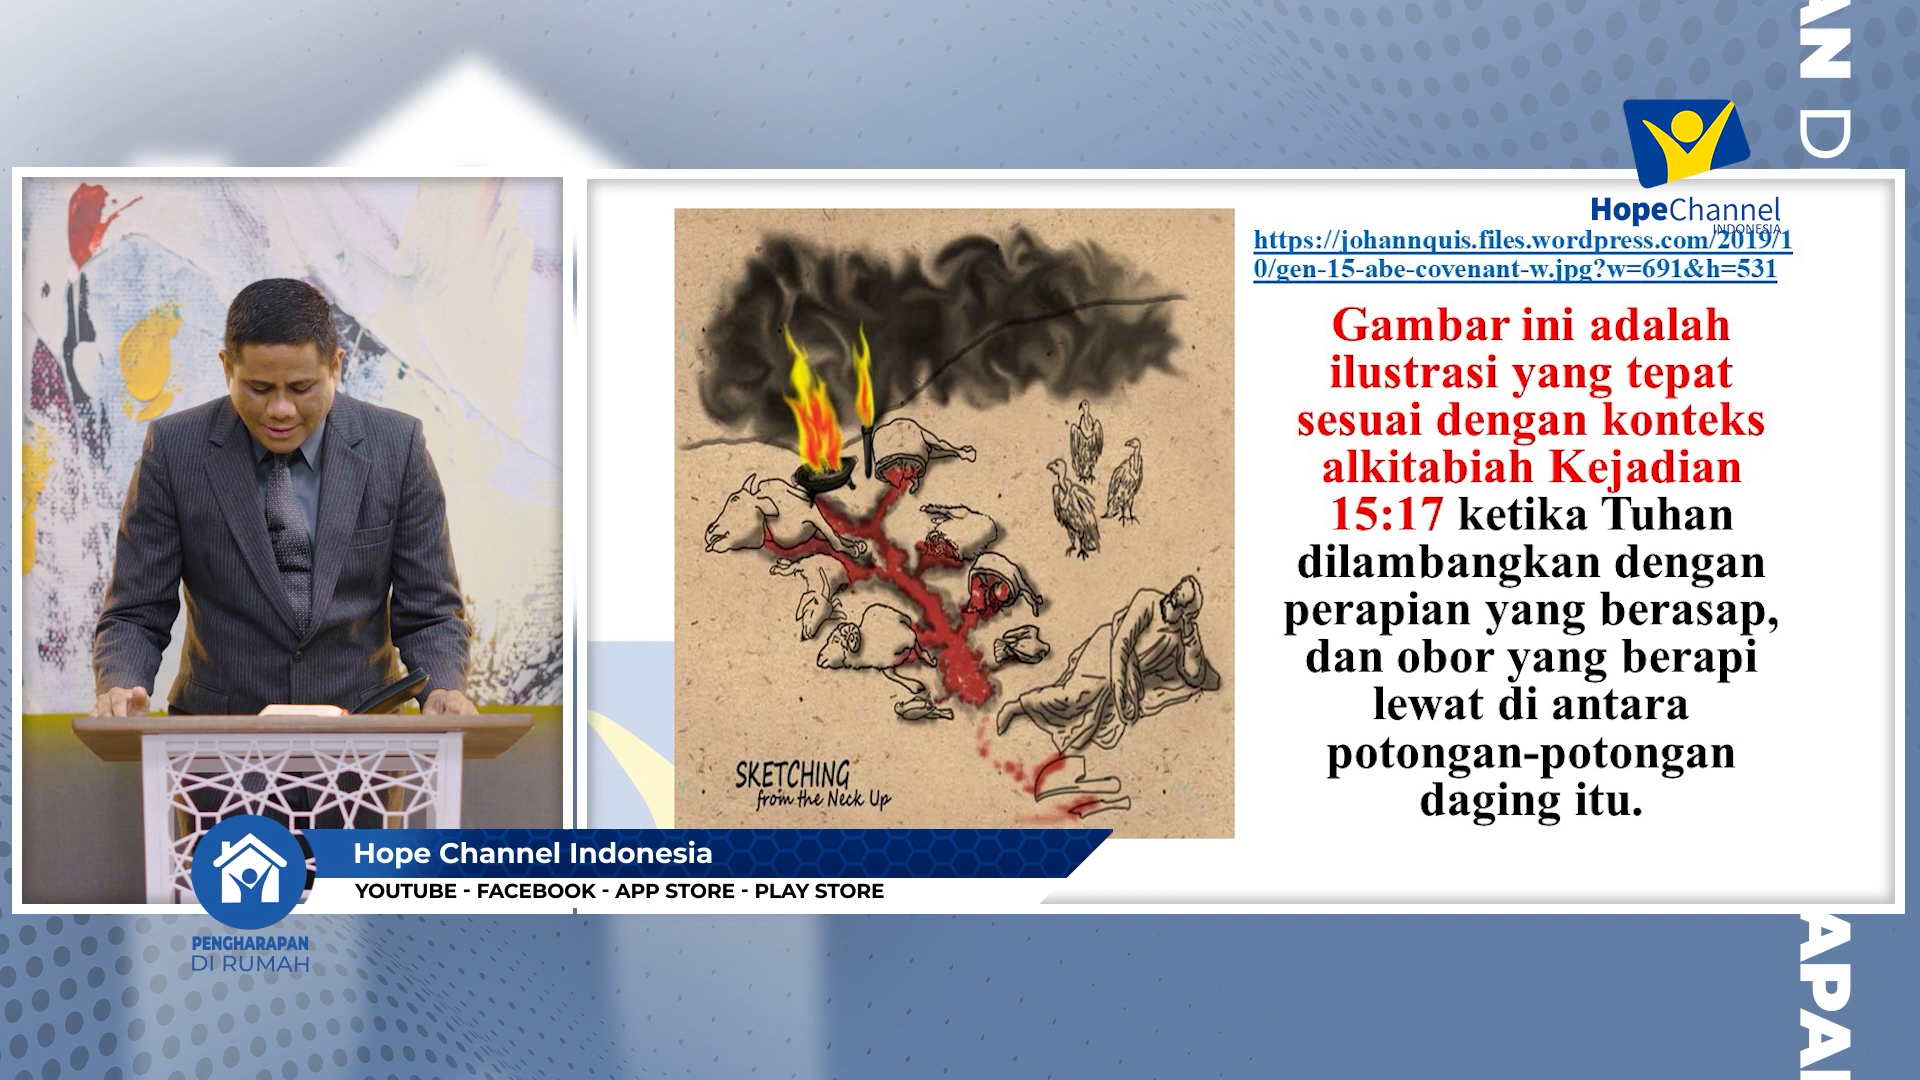 AN D
HopeChannel
INDONESIA
https://johannquis.files.wordpress.com/2019/1
0/gen-15-abe-covenant-w.jpg?w=691&h=531
Gambar ini adalah
ilustrasi yang tepat
sesuai dengan konteks
alkitabiah Kejadian
15:17 ketika Tuhan
dilambangkan dengan
perapian yang berasap,
dan obor yang berapi
lewat di antara
potongan-potongan
daging itu.
SKETCHING
from the Neck Up
Hope Channel Indonesia
YOUTUBE - FACEBOOK - APP STORE - PLAY STORE
PENGHARAPAN
DI RUMAH
APA